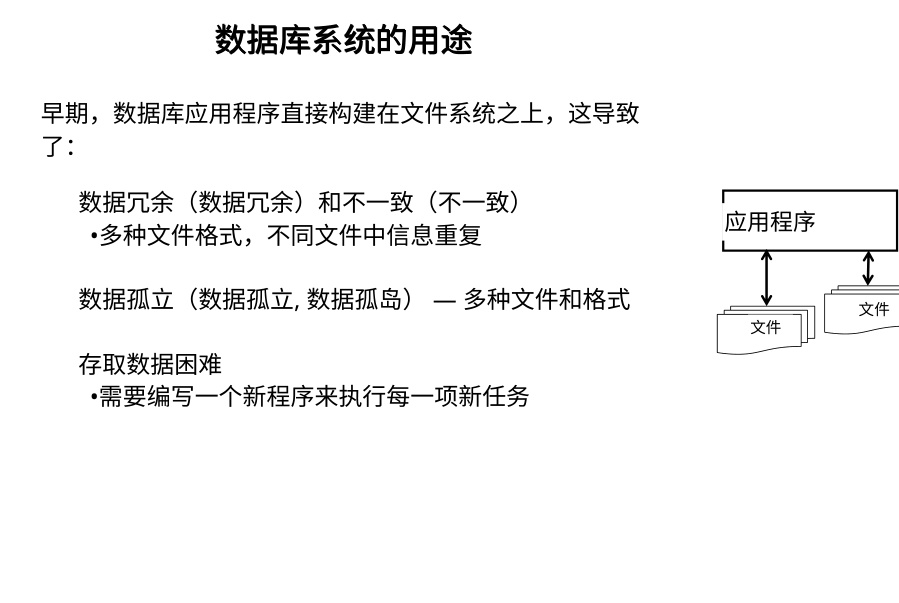 数据库系统的用途
早期，数据库应用程序直接构建在文件系统之上，这导致
了：
数据冗余（数据冗余）和不一致（不一致）
•多种文件格式，不同文件中信息重复
数据孤立（数据孤立, 数据孤岛） — 多种文件和格式
存取数据困难
•需要编写一个新程序来执行每一项新任务
应用程序
文件
文件